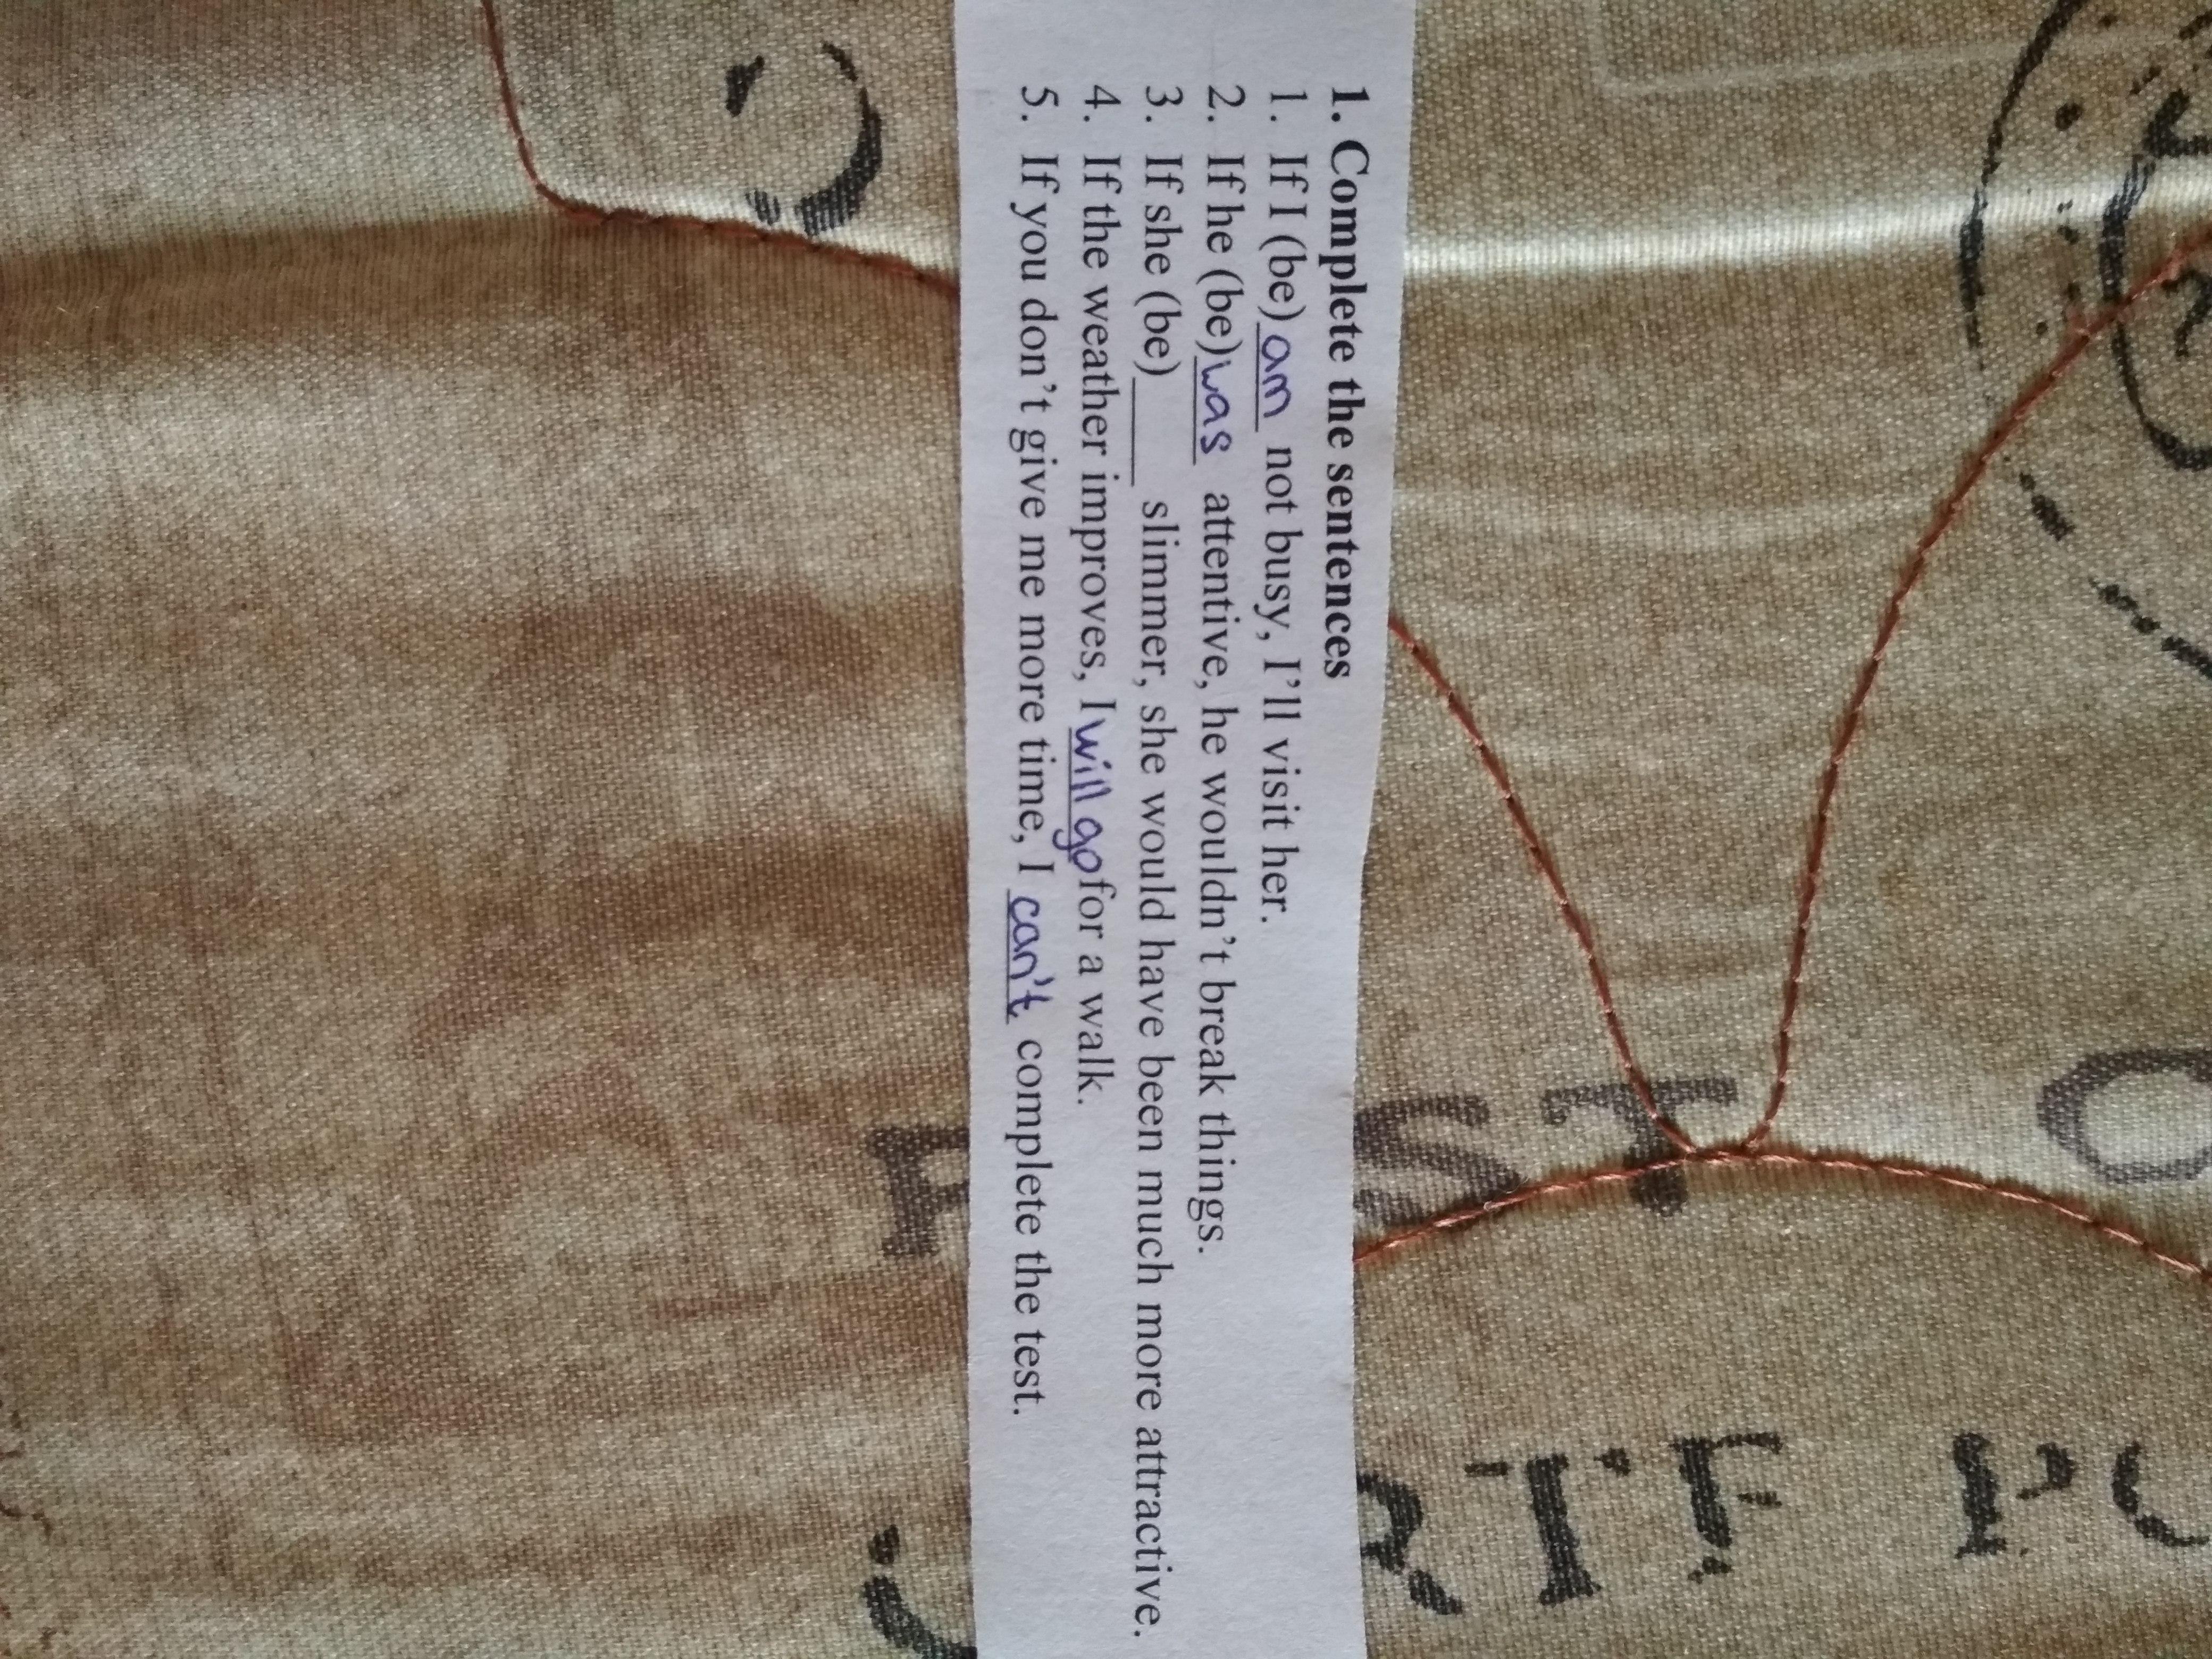 1. Complete the sentences
1. If I (be) am not busy, I'll visit her.
2. If he (be) was attentive, he wouldn't break things.
3. If she (be)_____ slimmer, she would have been much more attractive.
4. If the weather improves, I will go for a walk.
5. If you don't give me more time, I can't complete the test.